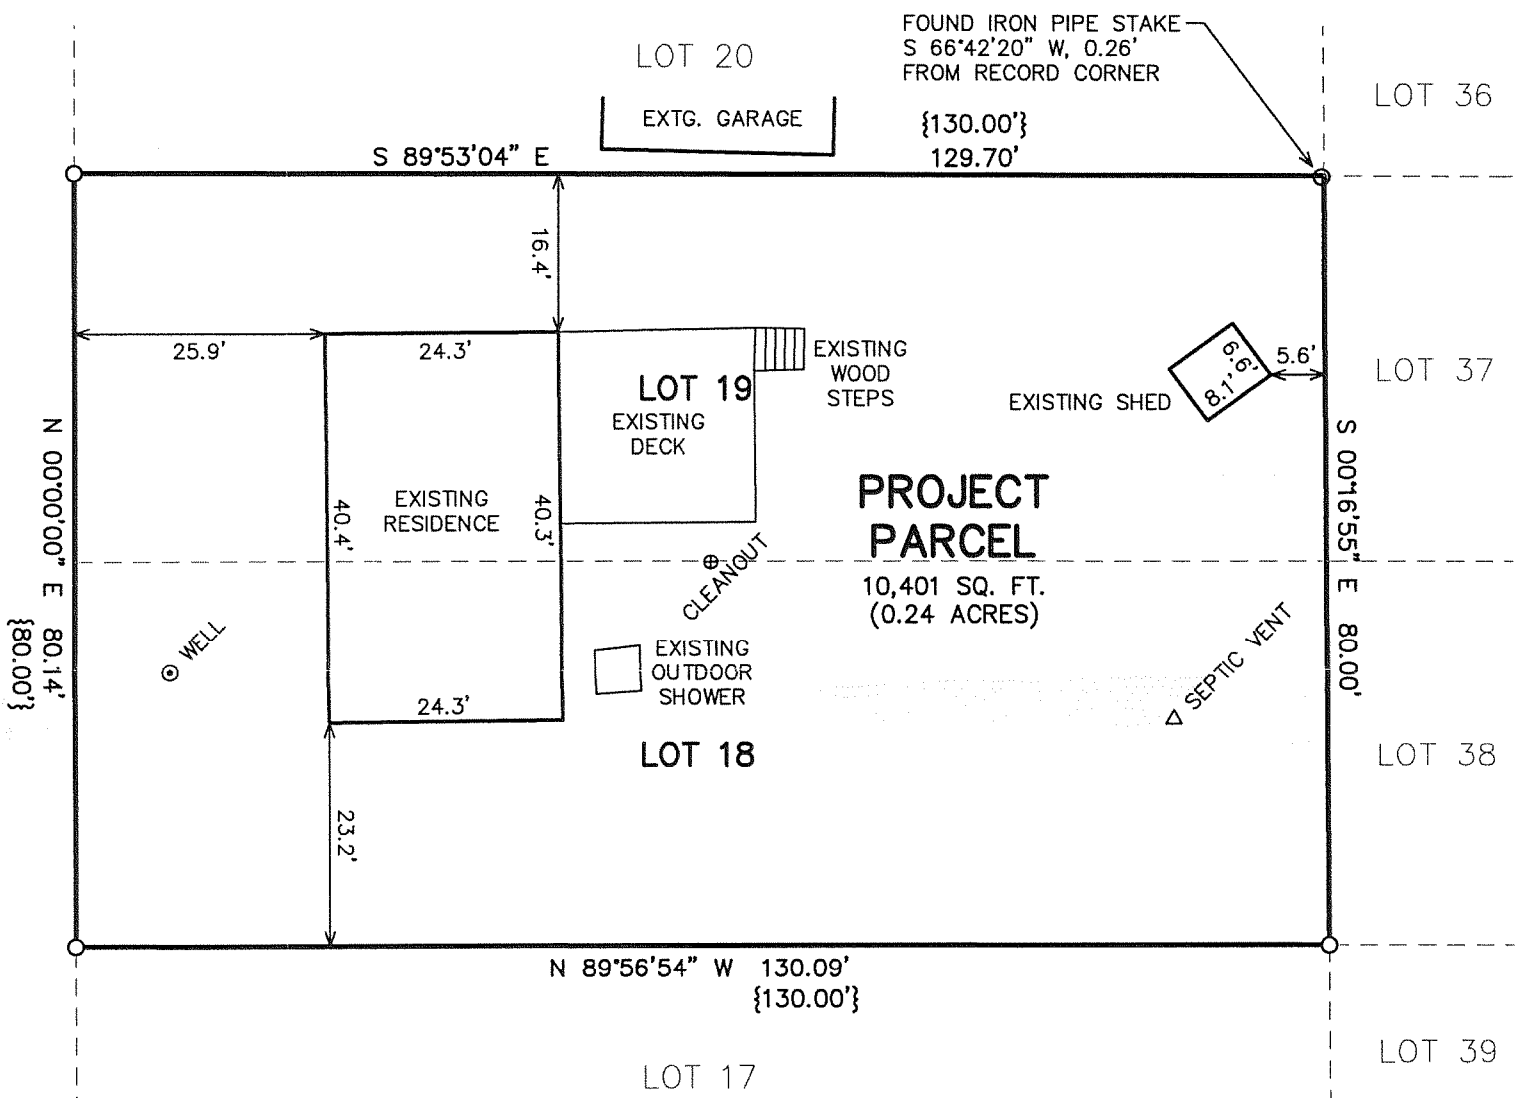 FOUND IRON PIPE STAKE
S 66°42'20" W, 0.26'
FROM RECORD CORNER
LOT 20
LOT 36
EXTG. GARAGE
{130.00'}
S 89°53'04" E
129.70'
16.4'
25.9'
24.3'
LOT 19
EXISTING
DECK
EXISTING
WOOD
STEPS
EXISTING SHED
6.6'
8.1'
5.6'
LOT 37
N 00°00'00" E 80.14'
{80.00'}
40.4'
EXISTING
RESIDENCE
40.3'
PROJECT
PARCEL
10,401 SQ. FT.
(0.24 ACRES)
S 00°16'55" E 80.00'
CLEANOUT
WELL
EXISTING
OUTDOOR
SHOWER
SEPTIC VENT
24.3'
LOT 18
LOT 38
23.2'
N 89°56'54" W 130.09'
{130.00'}
LOT 17
LOT 39